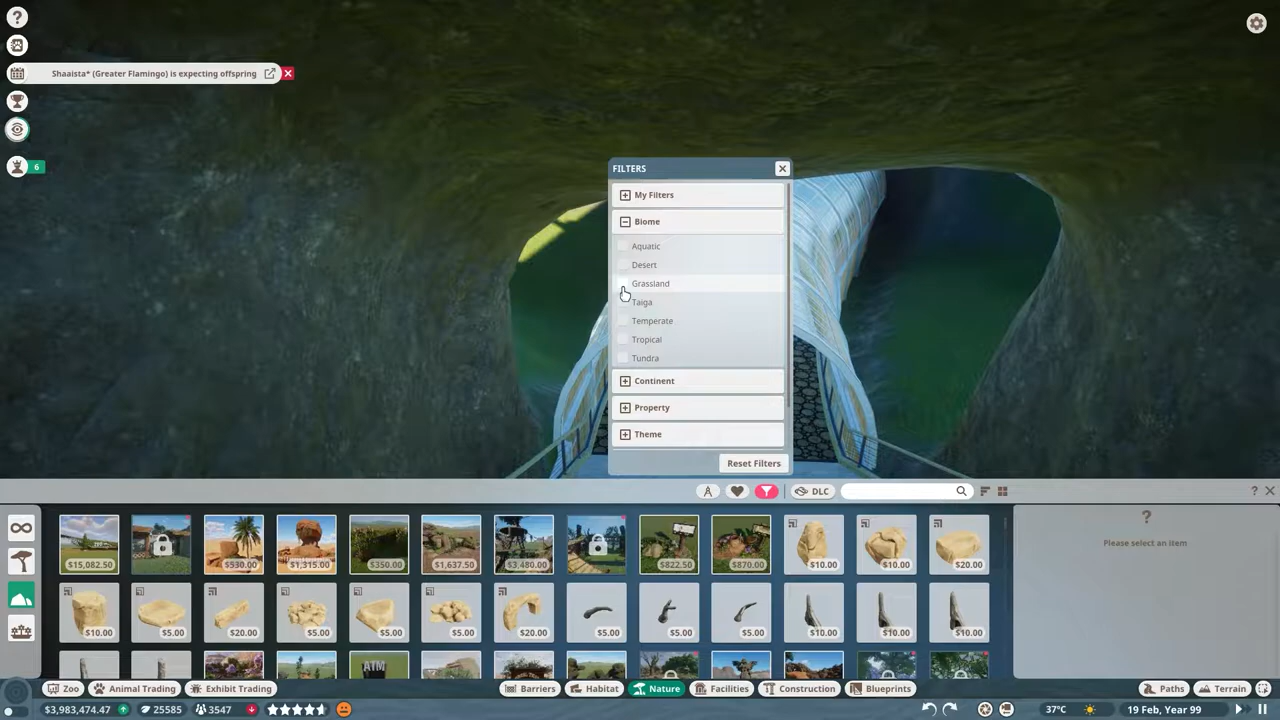 ?
Shaaista* (Greater Flamingo) is expecting offspring
6
FILTERS
My Filters
Biome
Aquatic
Desert
Grassland
Taiga
Temperate
Tropical
Tundra
Continent
Property
Theme
Reset Filters
DLC
?
$15,082.50
$530.00
$1,315.00
$350.00
$1,637.50
$3,480.00
$822.50
$870.00
$10.00
$10.00
$20.00
?
Please select an item
$10.00
$5.00
$20.00
$5.00
$5.00
$5.00
$20.00
$5.00
$5.00
$5.00
$10.00
$10.00
$10.00
AIM
Zoo
Animal Trading
Exhibit Trading
Barriers
Habitat
Nature
Facilities
Construction
Blueprints
Paths
Terrain
$3,983,474.47
25585
3547
37°C
19 Feb, Year 99